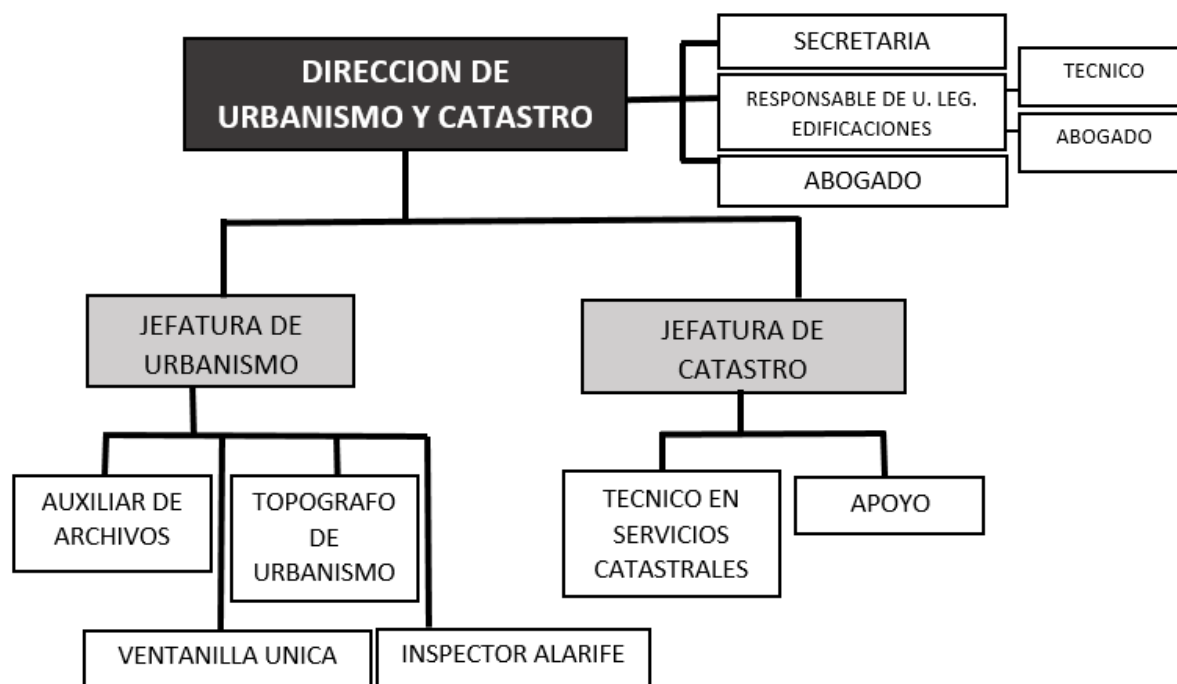 DIRECCION DE
URBANISMO Y CATASTRO
SECRETARIA
RESPONSABLE DE U. LEG.
EDIFICACIONES
ABOGADO
TECNICO
ABOGADO
JEFATURA DE
URBANISMO
JEFATURA DE
CATASTRO
AUXILIAR DE
ARCHIVOS
TOPOGRAFO
DE
URBANISMO
VENTANILLA UNICA
INSPECTOR ALARIFE
TECNICO EN
SERVICIOS
CATASTRALES
APOYO